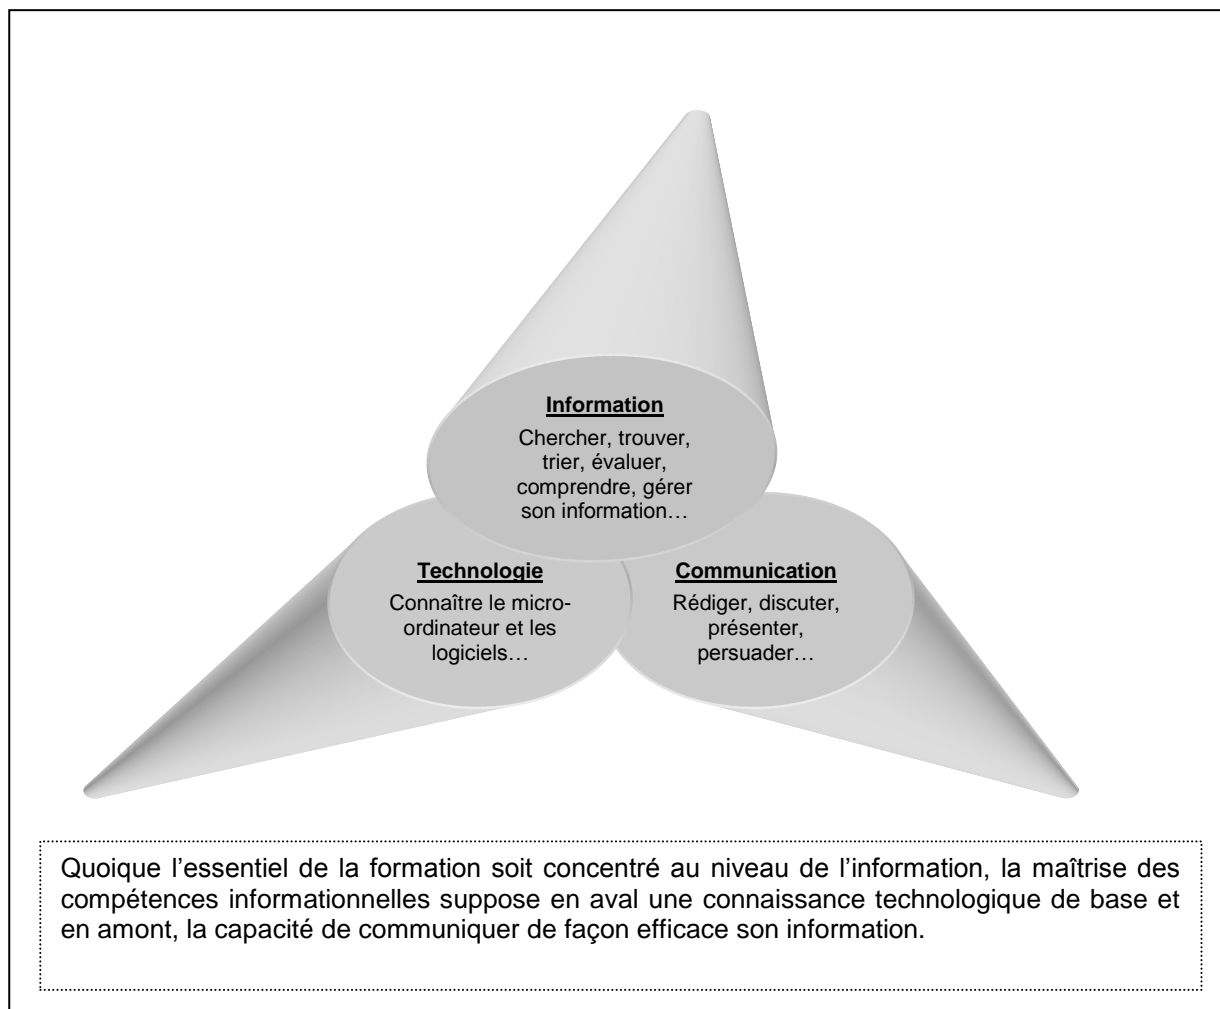 Information
Chercher, trouver,
trier, évaluer,
comprendre, gérer
son information…
Technologie
Connaître le micro-
ordinateur et les
logiciels…
Communication
Rédiger, discuter,
présenter,
persuader…
Quoique l’essentiel de la formation soit concentré au niveau de l’information, la maîtrise des
compétences informationnelles suppose en aval une connaissance technologique de base et
en amont, la capacité de communiquer de façon efficace son information.